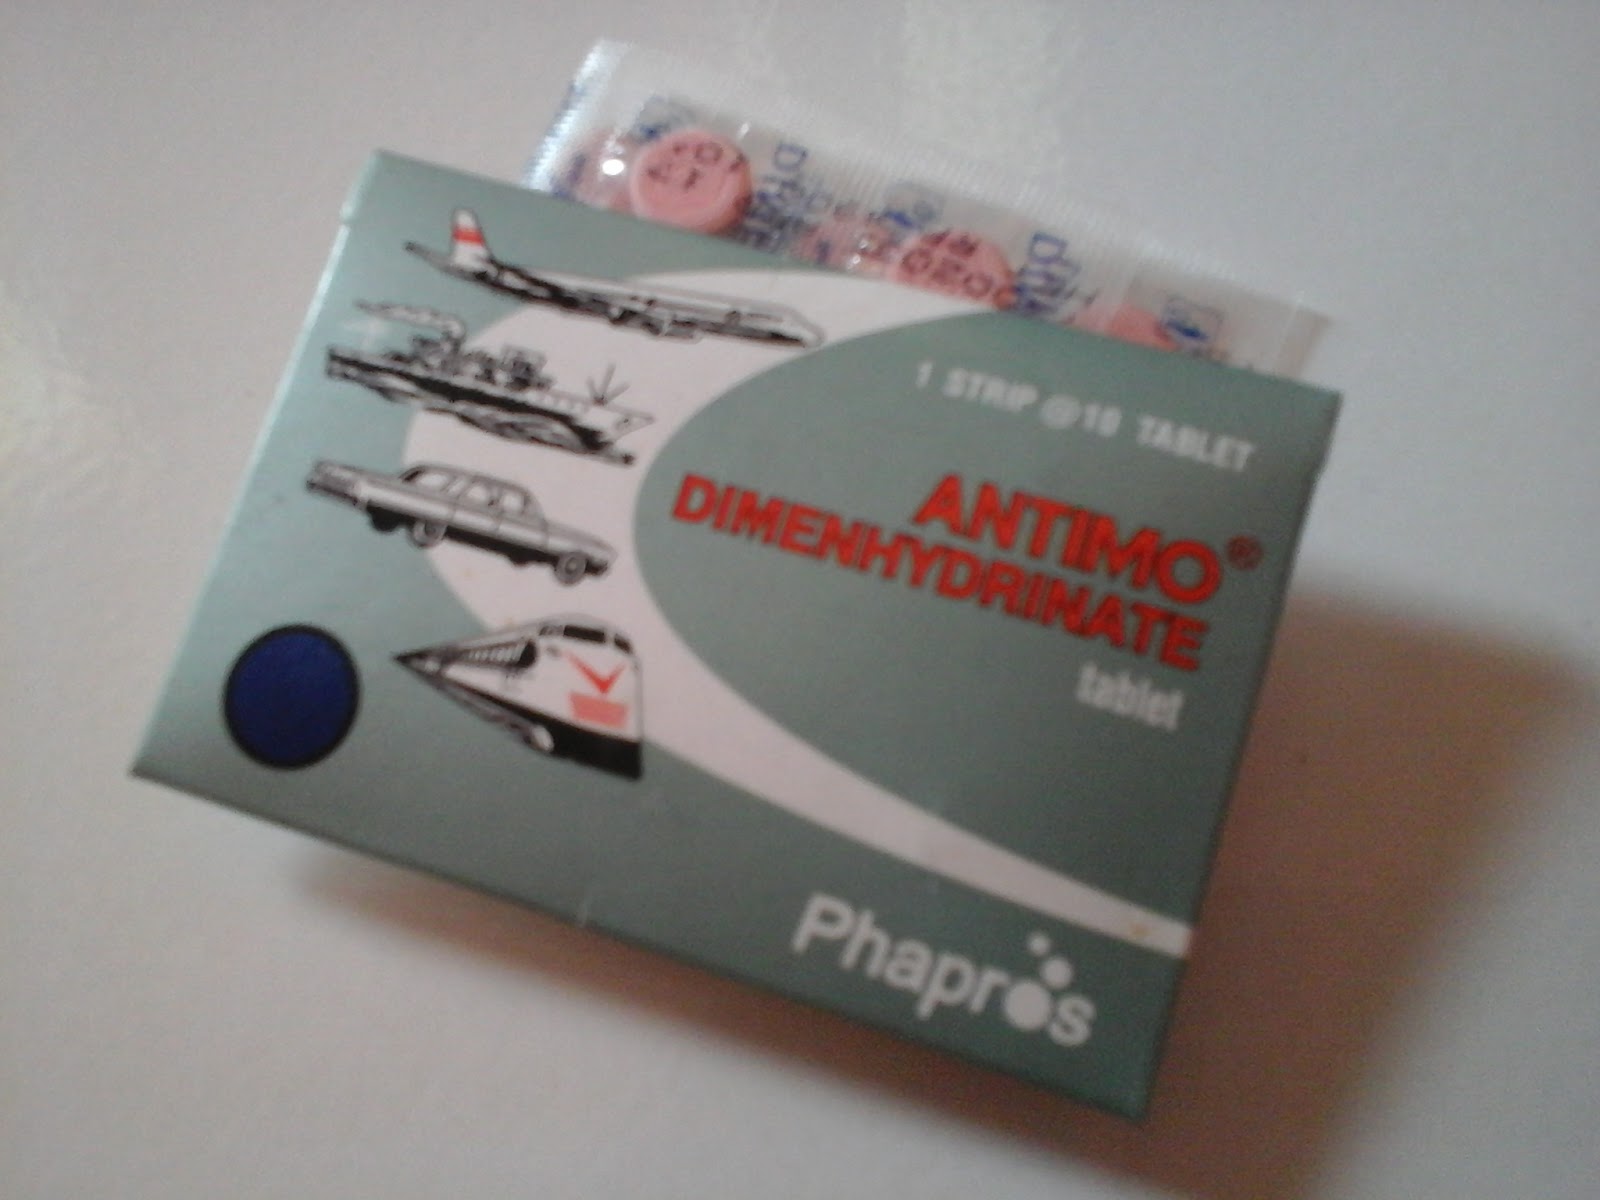 1 STRIP @10 TABLET
ANTIMO®
DIMENHYDRINATE
tablet
Phapros